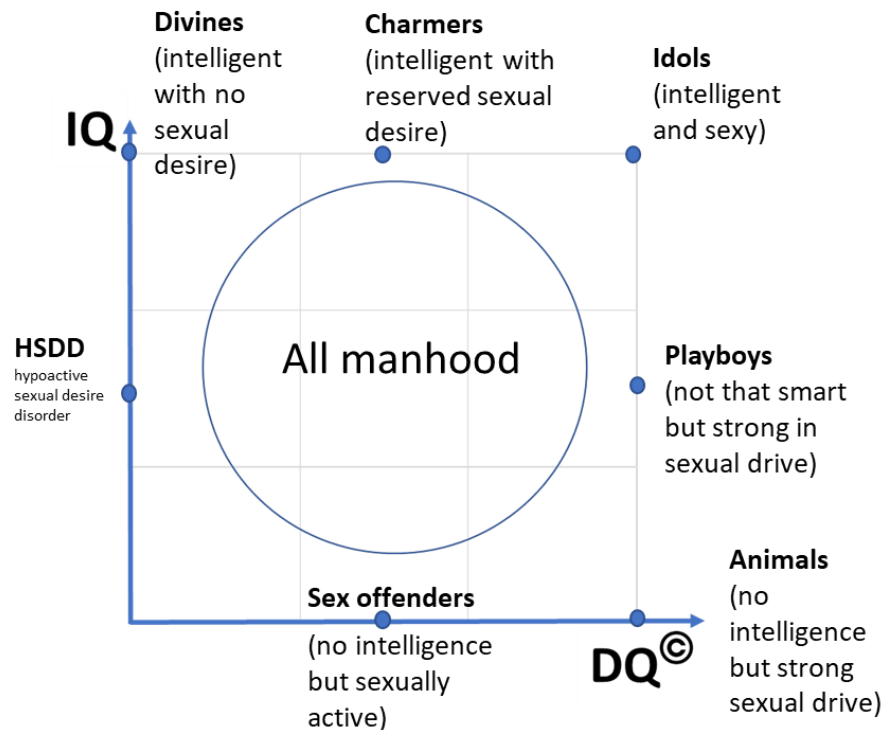 Divines
(intelligent
with no
sexual
desire)
Charmers
(intelligent with
reserved sexual
desire)
Idols
(intelligent
and sexy)
IQ
HSDD
hypoactive
sexual desire
disorder
All manhood
Playboys
(not that smart
but strong in
sexual drive)
Sex offenders
(no intelligence
but sexually
active)
DQ©
Animals
(no
intelligence
but strong
sexual drive)